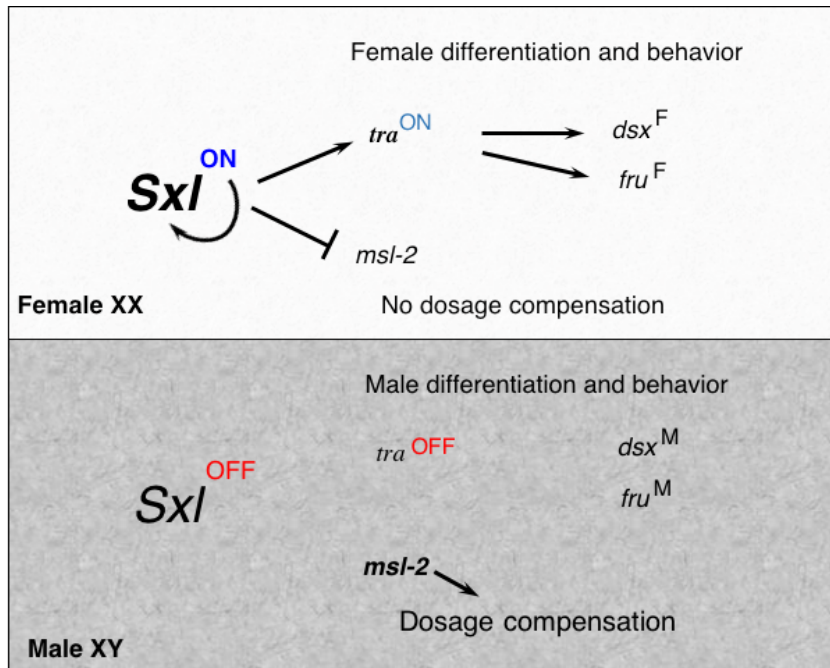 Female differentiation and behavior
Sxl ON
tra ON
dsx F
fru F
msl-2
Female XX
No dosage compensation
Male differentiation and behavior
Sxl OFF
tra OFF
dsx M
fru M
msl-2
Dosage compensation
Male XY